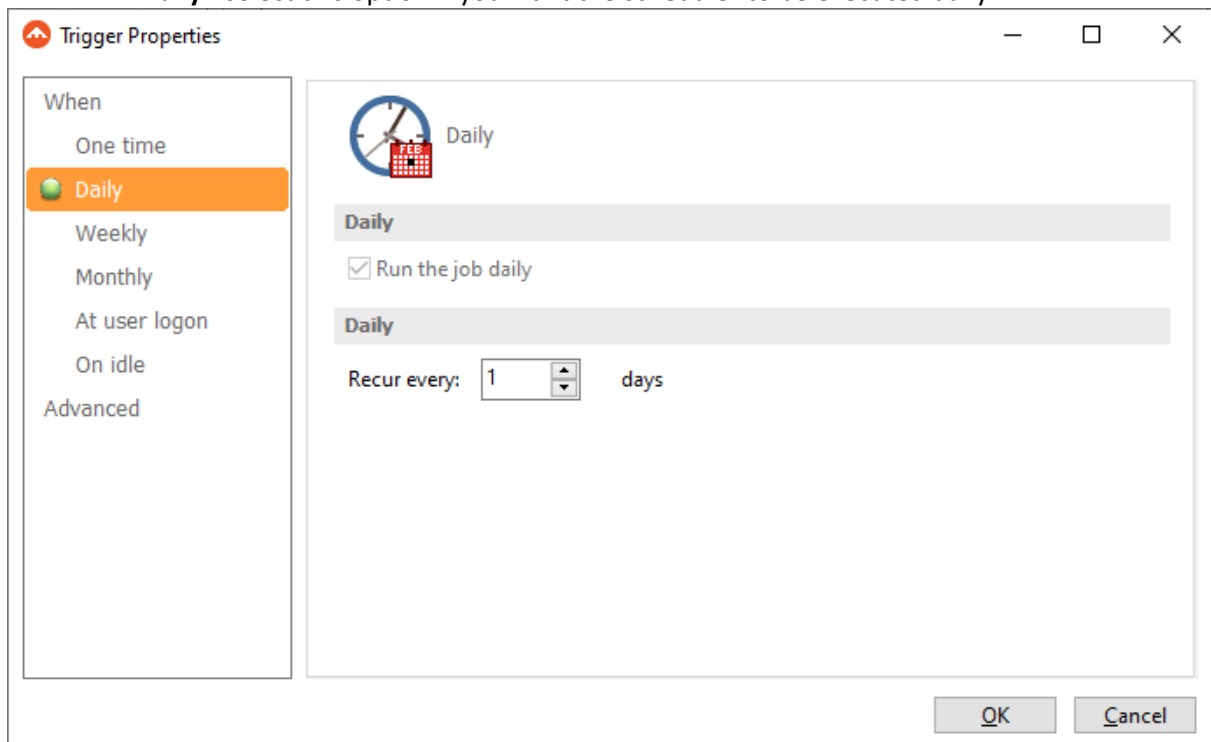 Trigger Properties
When
One time
Daily
Weekly
Monthly
At user logon
On idle
Advanced
FEB
Daily
Daily
Run the job daily
Daily
Recur every: 1 days
OK Cancel